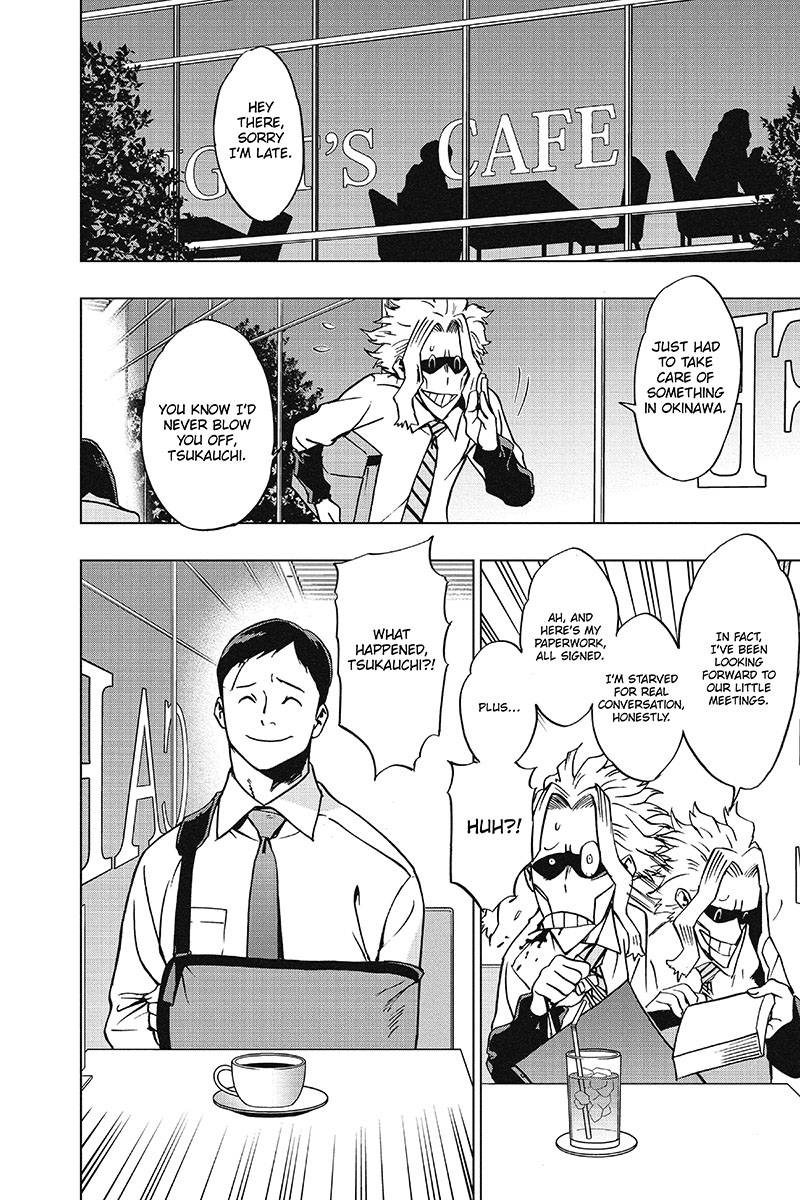 HEY
THERE,
SORRY
I'M LATE.
GHT'S CAFE
JUST HAD
TO TAKE
CARE OF
SOMETHING
IN OKINAWA.
YOU KNOW I'D
NEVER BLOW
YOU OFF,
TSUKAUCHI.
IN FACT,
I'VE BEEN
LOOKING
FORWARD TO
OUR LITTLE
MEETINGS.
I'M STARVED
FOR REAL
CONVERSATION,
HONESTLY.
AH, AND
HERE'S MY
PAPERWORK,
ALL SIGNED.
PLUS...
HUH?!
WHAT
HAPPENED,
TSUKAUCHI?!